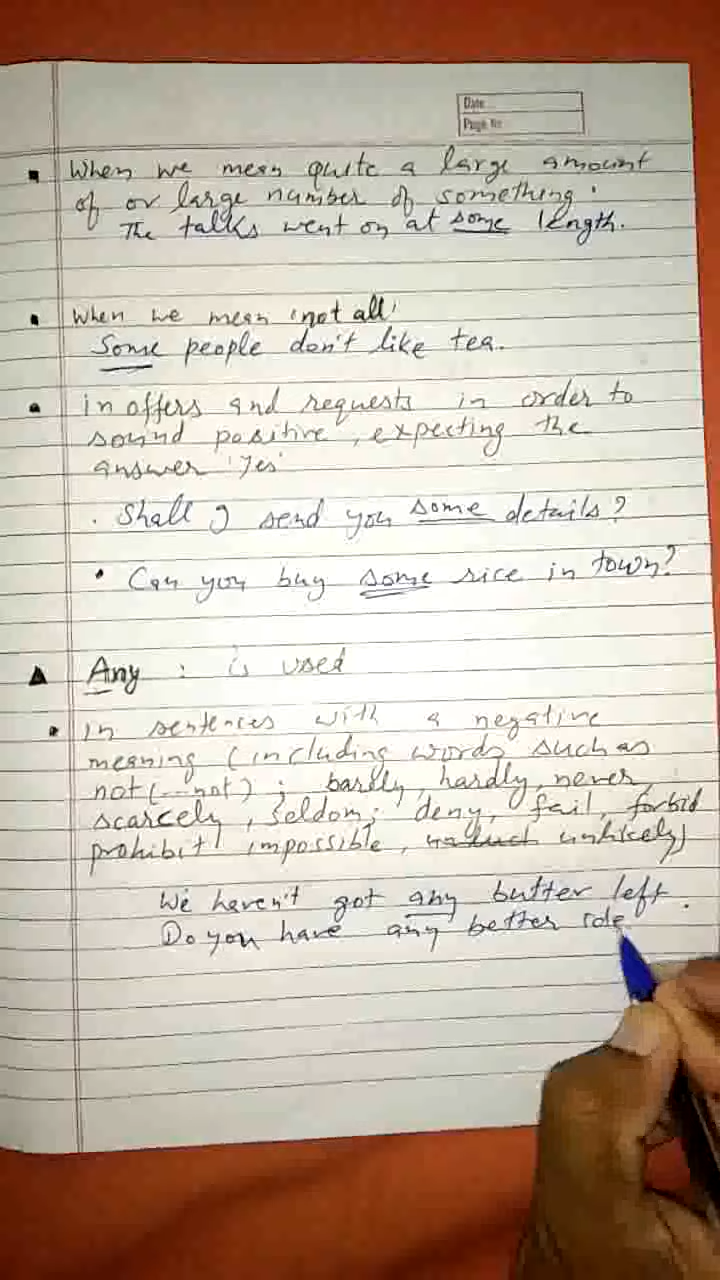 Date
Page No
▪ When we mean quite a large amount
of or large number of something.
The talks went on at some length.
• When we mean 'not all'
Some people don't like tea.
• in offers and requests in order to
sound positive, expecting the
answer 'Yes'
. Shall I send you some details?
• Can you buy some rice in town?
▲ Any : is used
• in sentences with a negative
meaning (including words such as
not (-- not) ; barely, hardly, never,
scarcely, seldom; deny, fail, forbid
prohibit impossible, unlikely)
We haven't got any butter left.
Do you have any better ide